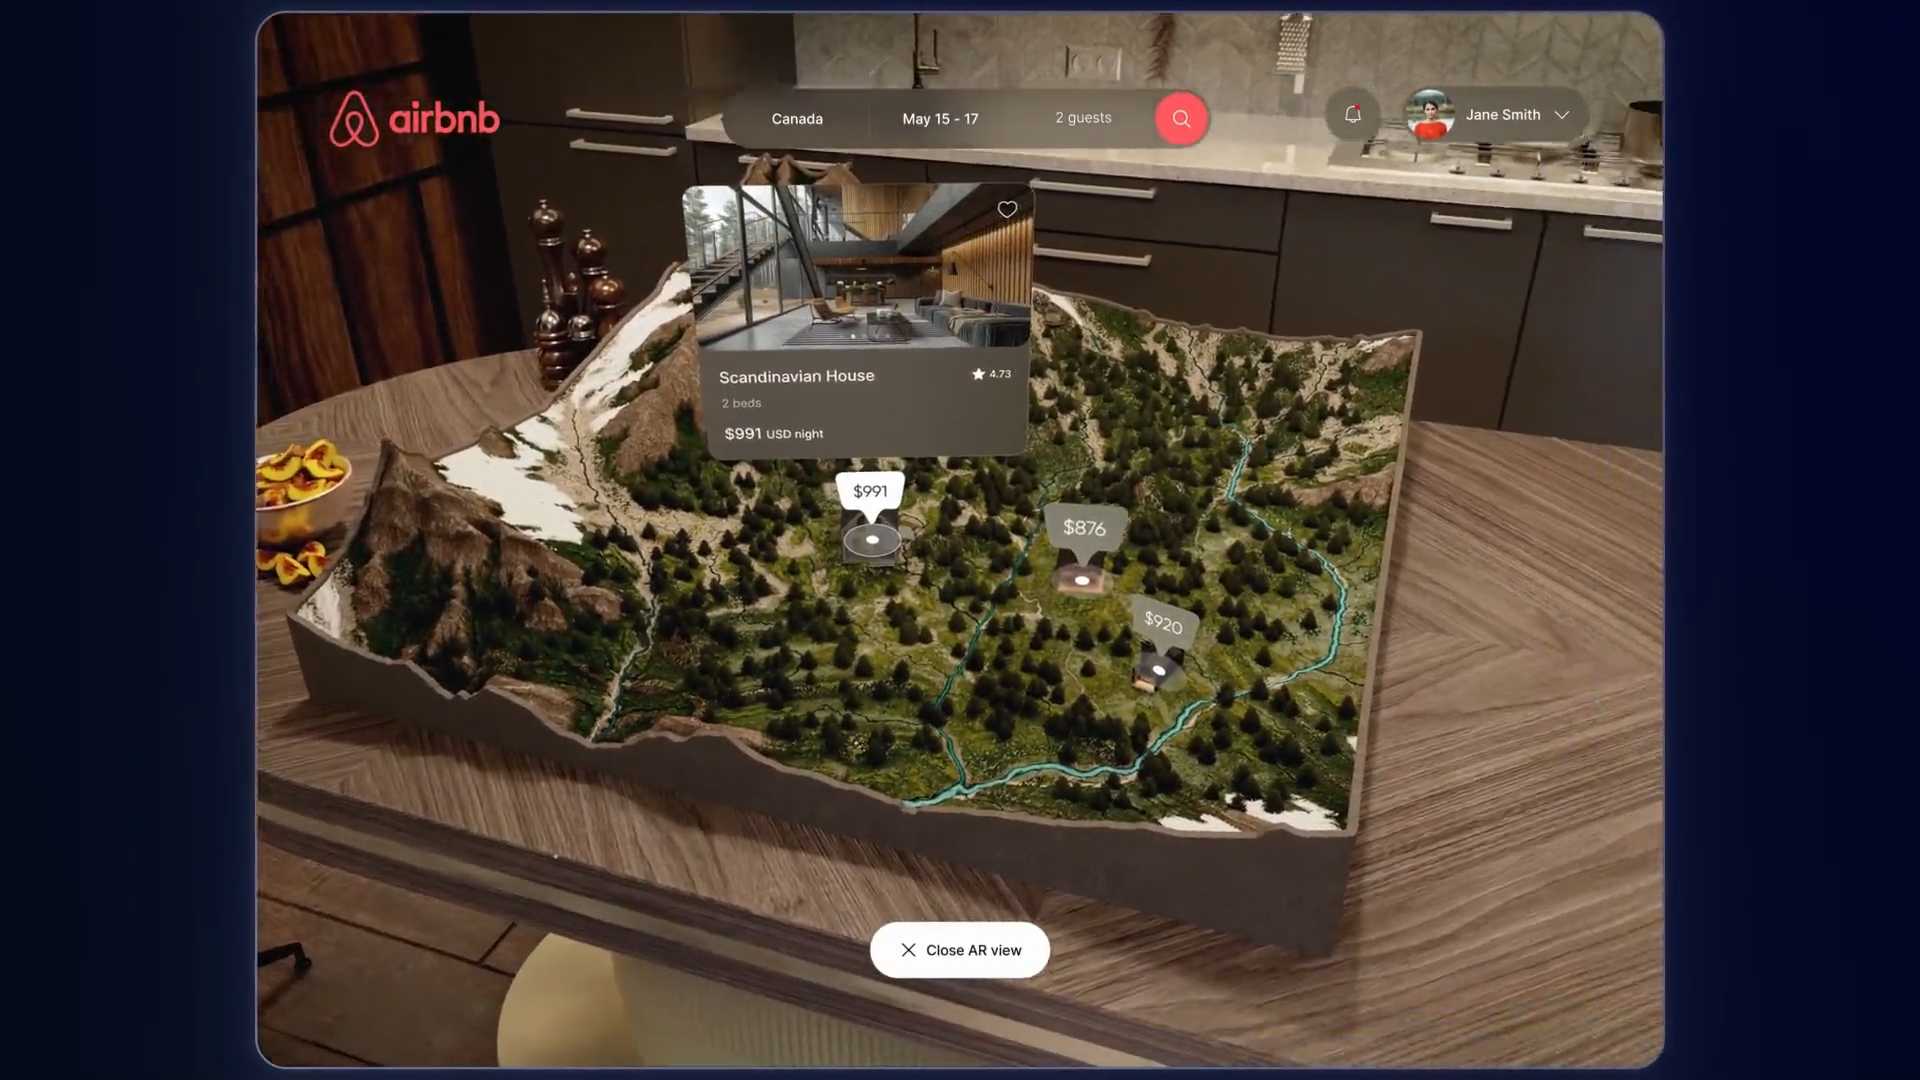 airbnb
Canada
May 15 - 17
2 guests
Jane Smith
Scandinavian House
4.73
2 beds
$991 USD night
$991
$876
$920
Close AR view